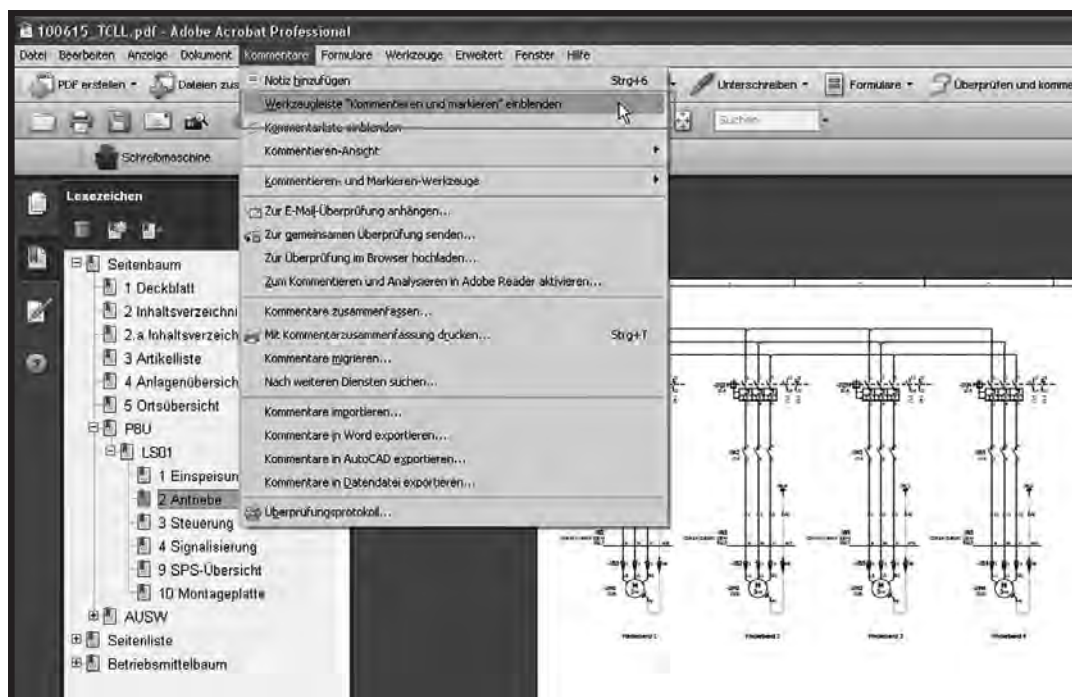 100615_TCLL.pdf - Adobe Acrobat Professional
Datei Bearbeiten Anzeige Dokument Kommentare Formulare Werkzeuge Erweitert Fenster Hilfe
PDF erstellen Dateien zus Unterschreiben Formulare Überprüfen und komme
Suchen
Schreibmaschine
Notiz hinzufügen Strg+6
Werkzeugleiste "Kommentieren und markieren" einblenden
Kommentarliste einblenden
Kommentieren-Ansicht
Kommentieren- und Markieren-Werkzeuge
Zur E-Mail-Überprüfung anhängen...
Zur gemeinsamen Überprüfung senden...
Zur Überprüfung im Browser hochladen...
Zum Kommentieren und Analysieren in Adobe Reader aktivieren...
Kommentare zusammenfassen...
Mit Kommentarzusammenfassung drucken... Strg+T
Kommentare migrieren...
Nach weiteren Diensten suchen...
Kommentare importieren...
Kommentare in Word exportieren...
Kommentare in AutoCAD exportieren...
Kommentare in Datendatei exportieren...
Überprüfungsprotokoll...
Lesezeichen
Seitenbaum
1 Deckblatt
2 Inhaltsverzeichni
2.a Inhaltsverzeich
3 Artikelliste
4 Anlagenübersich
5 Ortsübersicht
PBU
LS01
1 Einspeisun
2 Antriebe
3 Steuerung
4 Signalisierung
9 SPS-Übersicht
10 Montageplatte
AUSW
Seitenliste
Betriebsmittelbaum